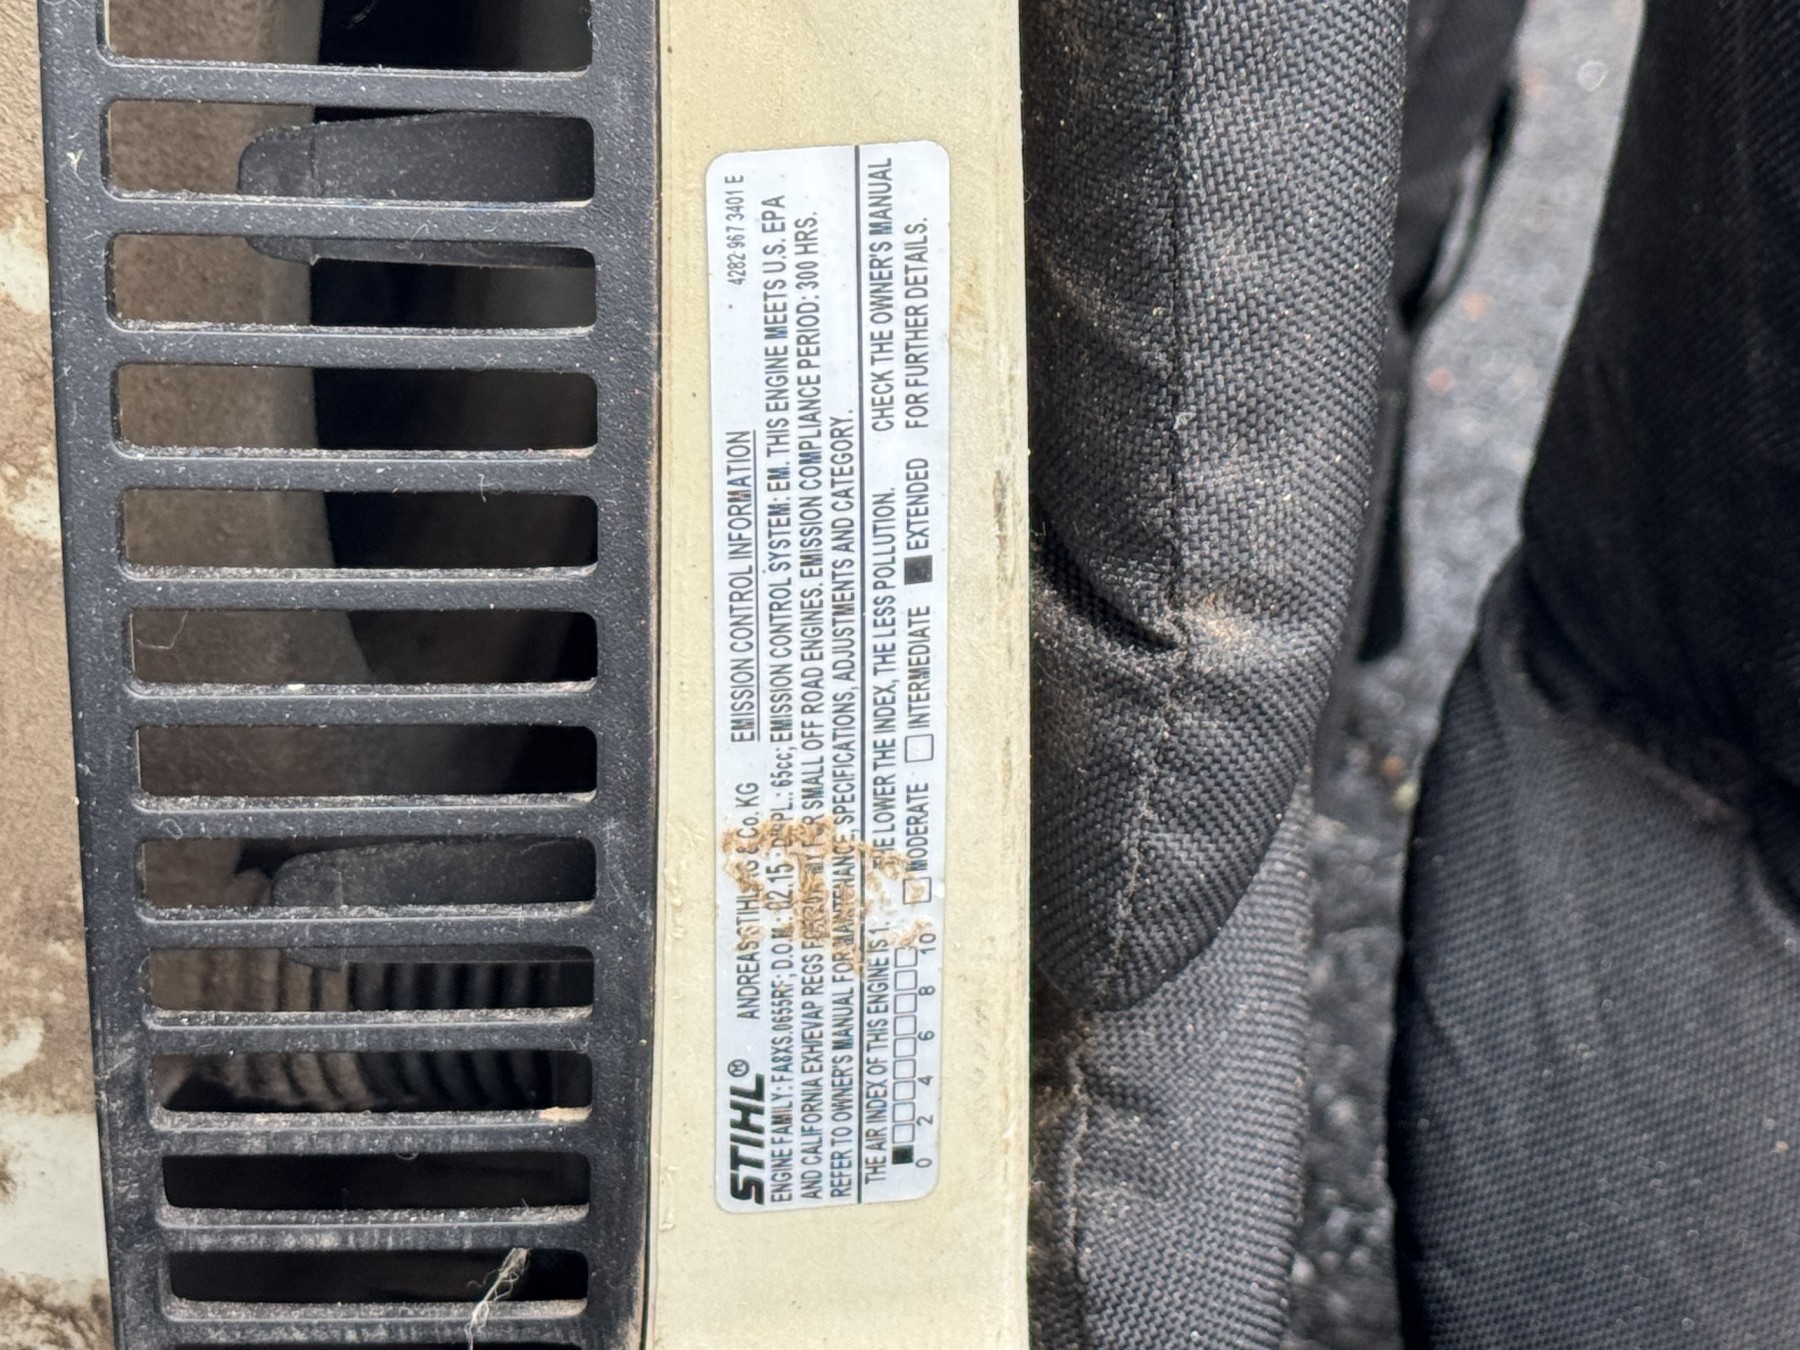 4282 967 3401 E
STIHL® ANDREAS STIHL AG & Co. KG EMISSION CONTROL INFORMATION
ENGINE FAMILY: FA8XS.0655RF; D.O.M.: 02.15; DISPL.: 65cc; EMISSION CONTROL SYSTEM: EM. THIS ENGINE MEETS U.S. EPA
AND CALIFORNIA EXH/EVAP REGS FOR SMALL OFF ROAD ENGINES. EMISSION COMPLIANCE PERIOD: 300 HRS.
REFER TO OWNER'S MANUAL FOR MAINTENANCE, SPECIFICATIONS, ADJUSTMENTS AND CATEGORY.
THE AIR INDEX OF THIS ENGINE IS 1. THE LOWER THE INDEX, THE LESS POLLUTION. CHECK THE OWNER'S MANUAL
MODERATE INTERMEDIATE EXTENDED FOR FURTHER DETAILS.
0 2 4 6 8 10